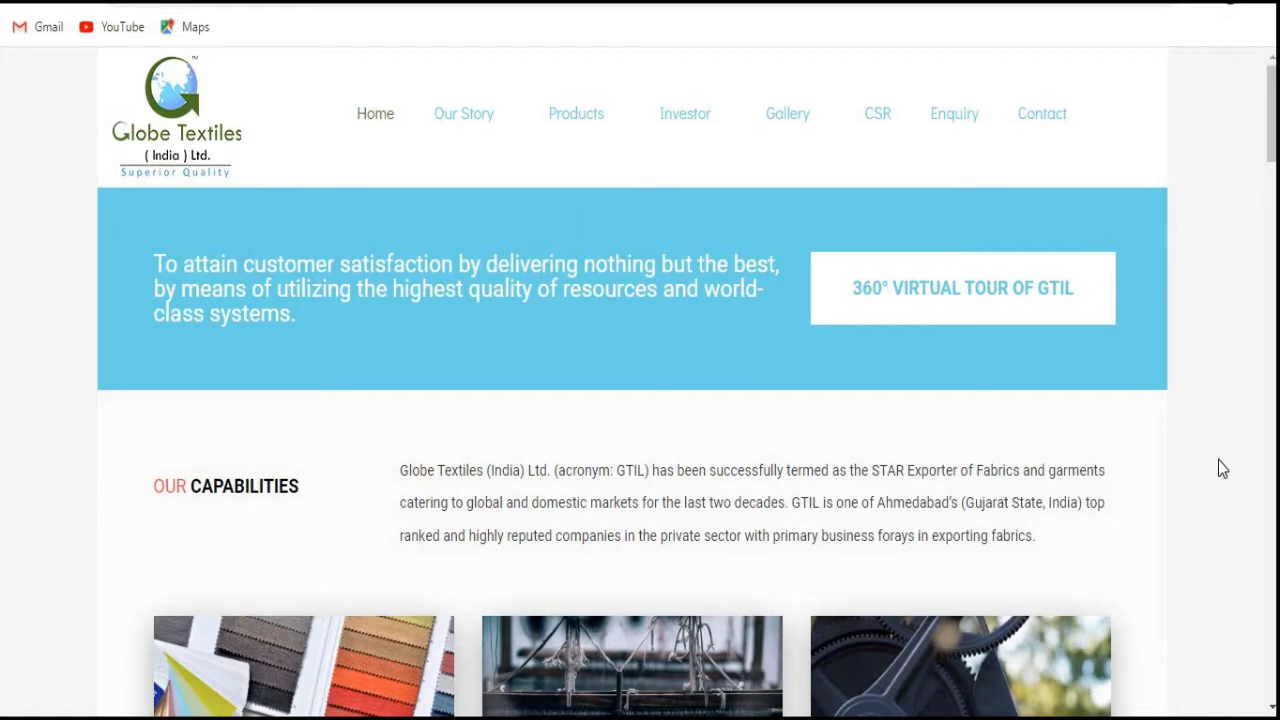 Gmail YouTube Maps
TM
Globe Textiles
( India ) Ltd.
Superior Quality
Home Our Story Products Investor Gallery CSR Enquiry Contact
To attain customer satisfaction by delivering nothing but the best,
by means of utilizing the highest quality of resources and world-
class systems.
360° VIRTUAL TOUR OF GTIL
OUR CAPABILITIES
Globe Textiles (India) Ltd. (acronym: GTIL) has been successfully termed as the STAR Exporter of Fabrics and garments
catering to global and domestic markets for the last two decades. GTIL is one of Ahmedabad's (Gujarat State, India) top
ranked and highly reputed companies in the private sector with primary business forays in exporting fabrics.